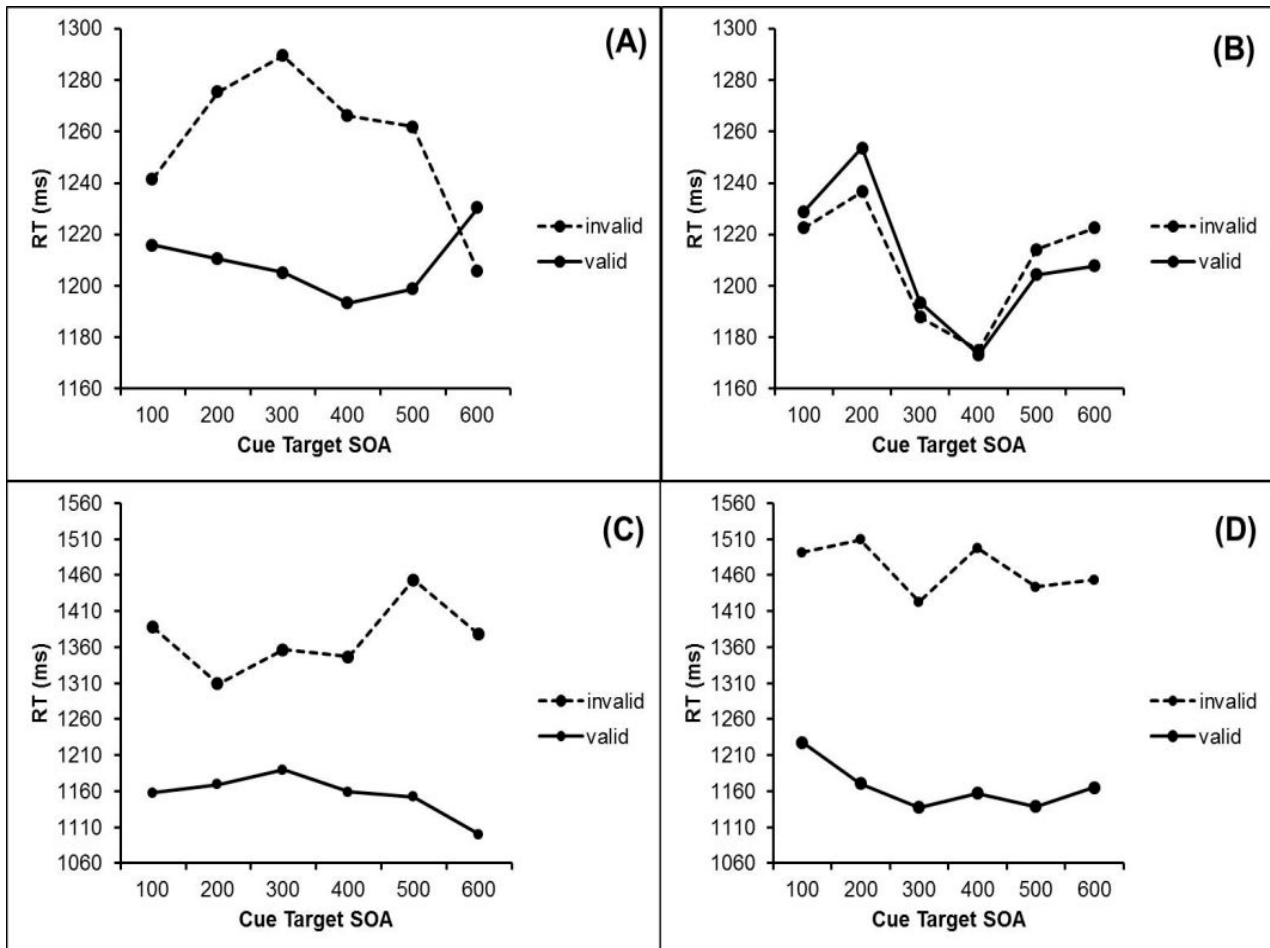 (A)
1300
1280
1260
1240
1220
1200
1180
1160
RT (ms)
100 200 300 400 500 600
Cue Target SOA
invalid
valid
(B)
1300
1280
1260
1240
1220
1200
1180
1160
RT (ms)
100 200 300 400 500 600
Cue Target SOA
invalid
valid
(C)
1560
1510
1460
1410
1360
1310
1260
1210
1160
1110
1060
RT (ms)
100 200 300 400 500 600
Cue Target SOA
invalid
valid
(D)
1560
1510
1460
1410
1360
1310
1260
1210
1160
1110
1060
RT (ms)
100 200 300 400 500 600
Cue Target SOA
invalid
valid